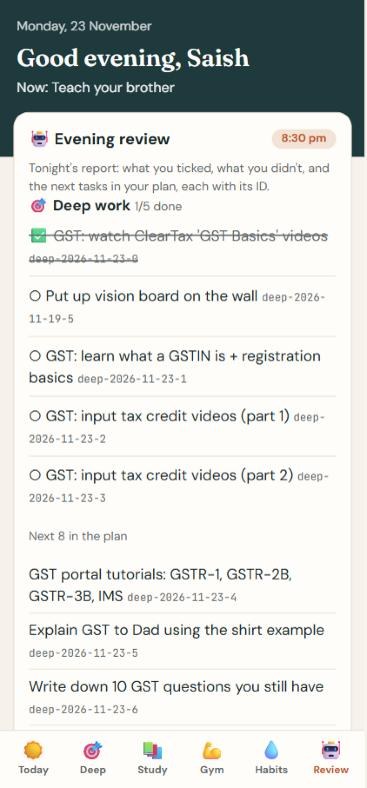 Monday, 23 November
Good evening, Saish
Now: Teach your brother
Evening review
8:30 pm
Tonight's report: what you ticked, what you didn't, and
the next tasks in your plan, each with its ID.
Deep work 1/5 done
GST: watch ClearTax 'GST Basics' videos
deep-2026-11-23-0
Put up vision board on the wall deep-2026-
11-19-5
GST: learn what a GSTIN is + registration
basics deep-2026-11-23-1
GST: input tax credit videos (part 1) deep-
2026-11-23-2
GST: input tax credit videos (part 2) deep-
2026-11-23-3
Next 8 in the plan
GST portal tutorials: GSTR-1, GSTR-2B,
GSTR-3B, IMS deep-2026-11-23-4
Explain GST to Dad using the shirt example
deep-2026-11-23-5
Write down 10 GST questions you still have
deep-2026-11-23-6
Today Deep Study Gym Habits Review